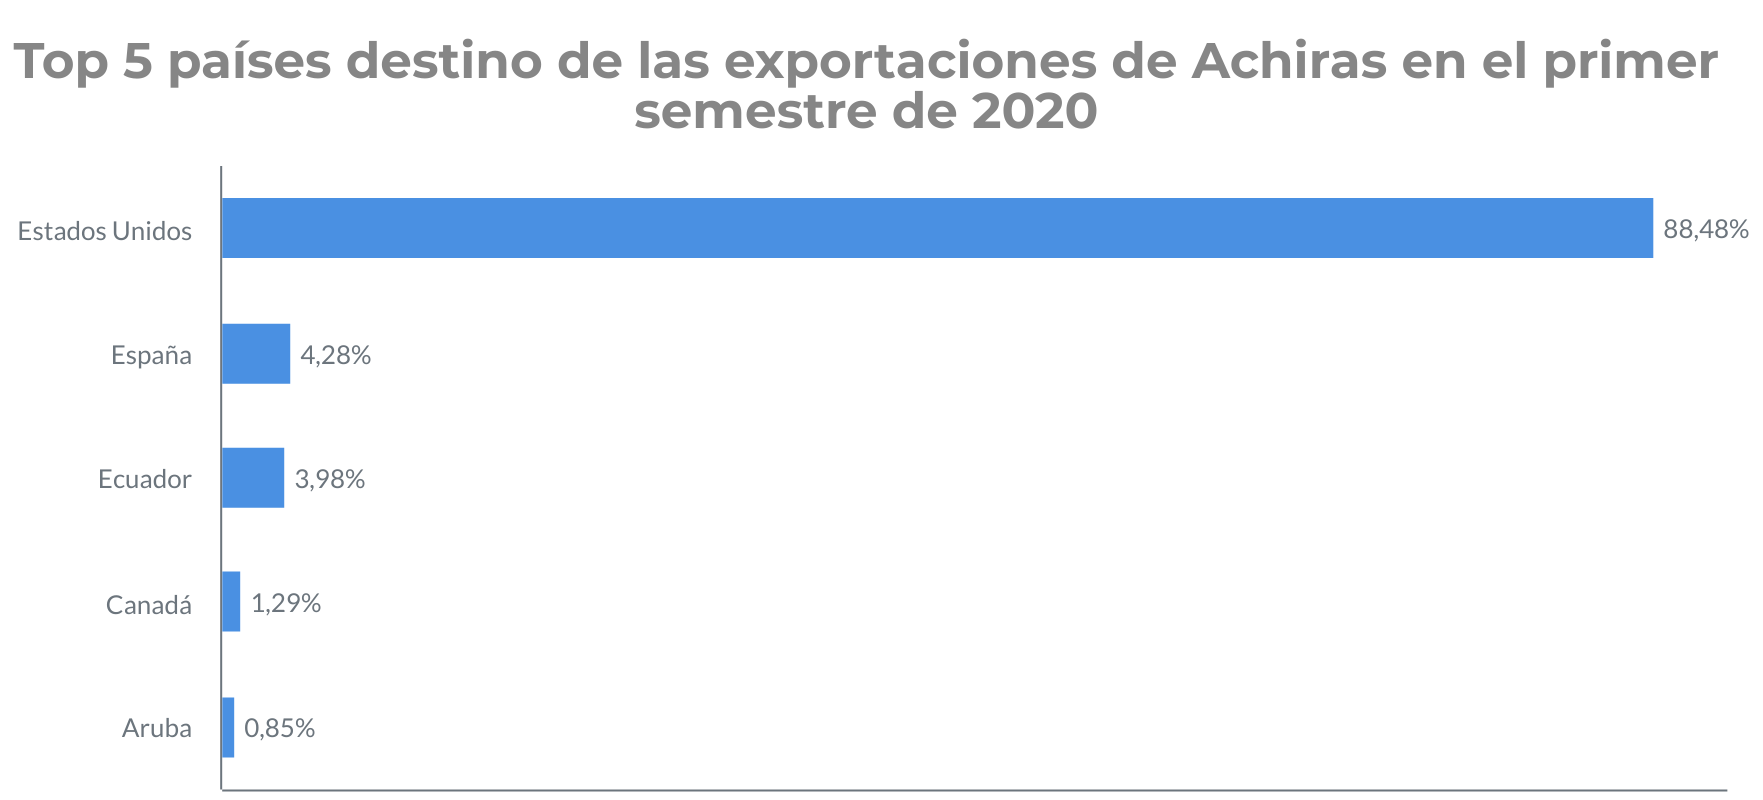 Top 5 países destino de las exportaciones de Achiras en el primer
semestre de 2020
Estados Unidos 88,48%
España 4,28%
Ecuador 3,98%
Canadá 1,29%
Aruba 0,85%